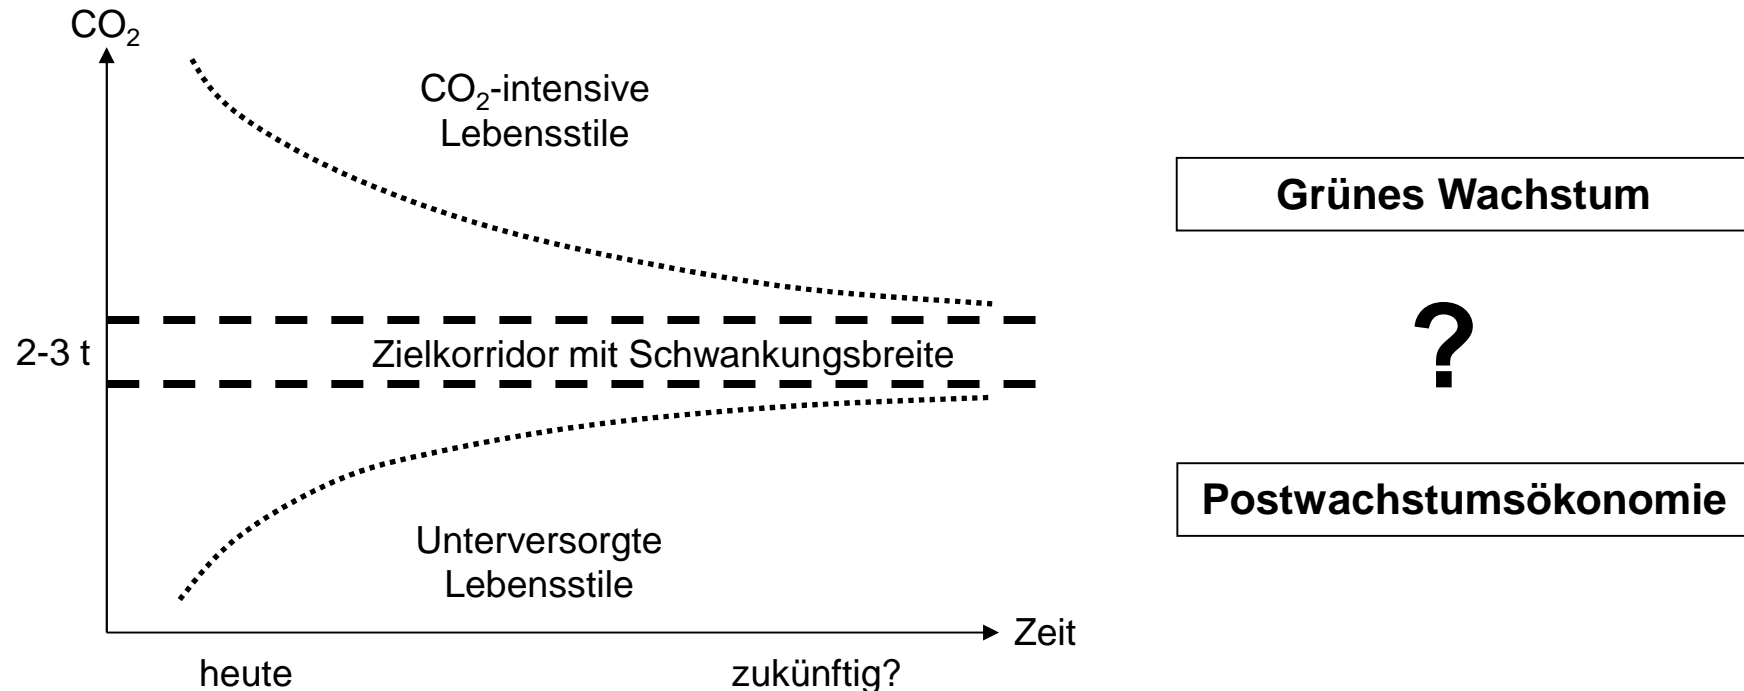 CO₂
CO₂-intensive
Lebensstile
Grünes Wachstum
?
2-3 t
Zielkorridor mit Schwankungsbreite
Postwachstumsökonomie
Unterversorgte
Lebensstile
Zeit
heute
zukünftig?